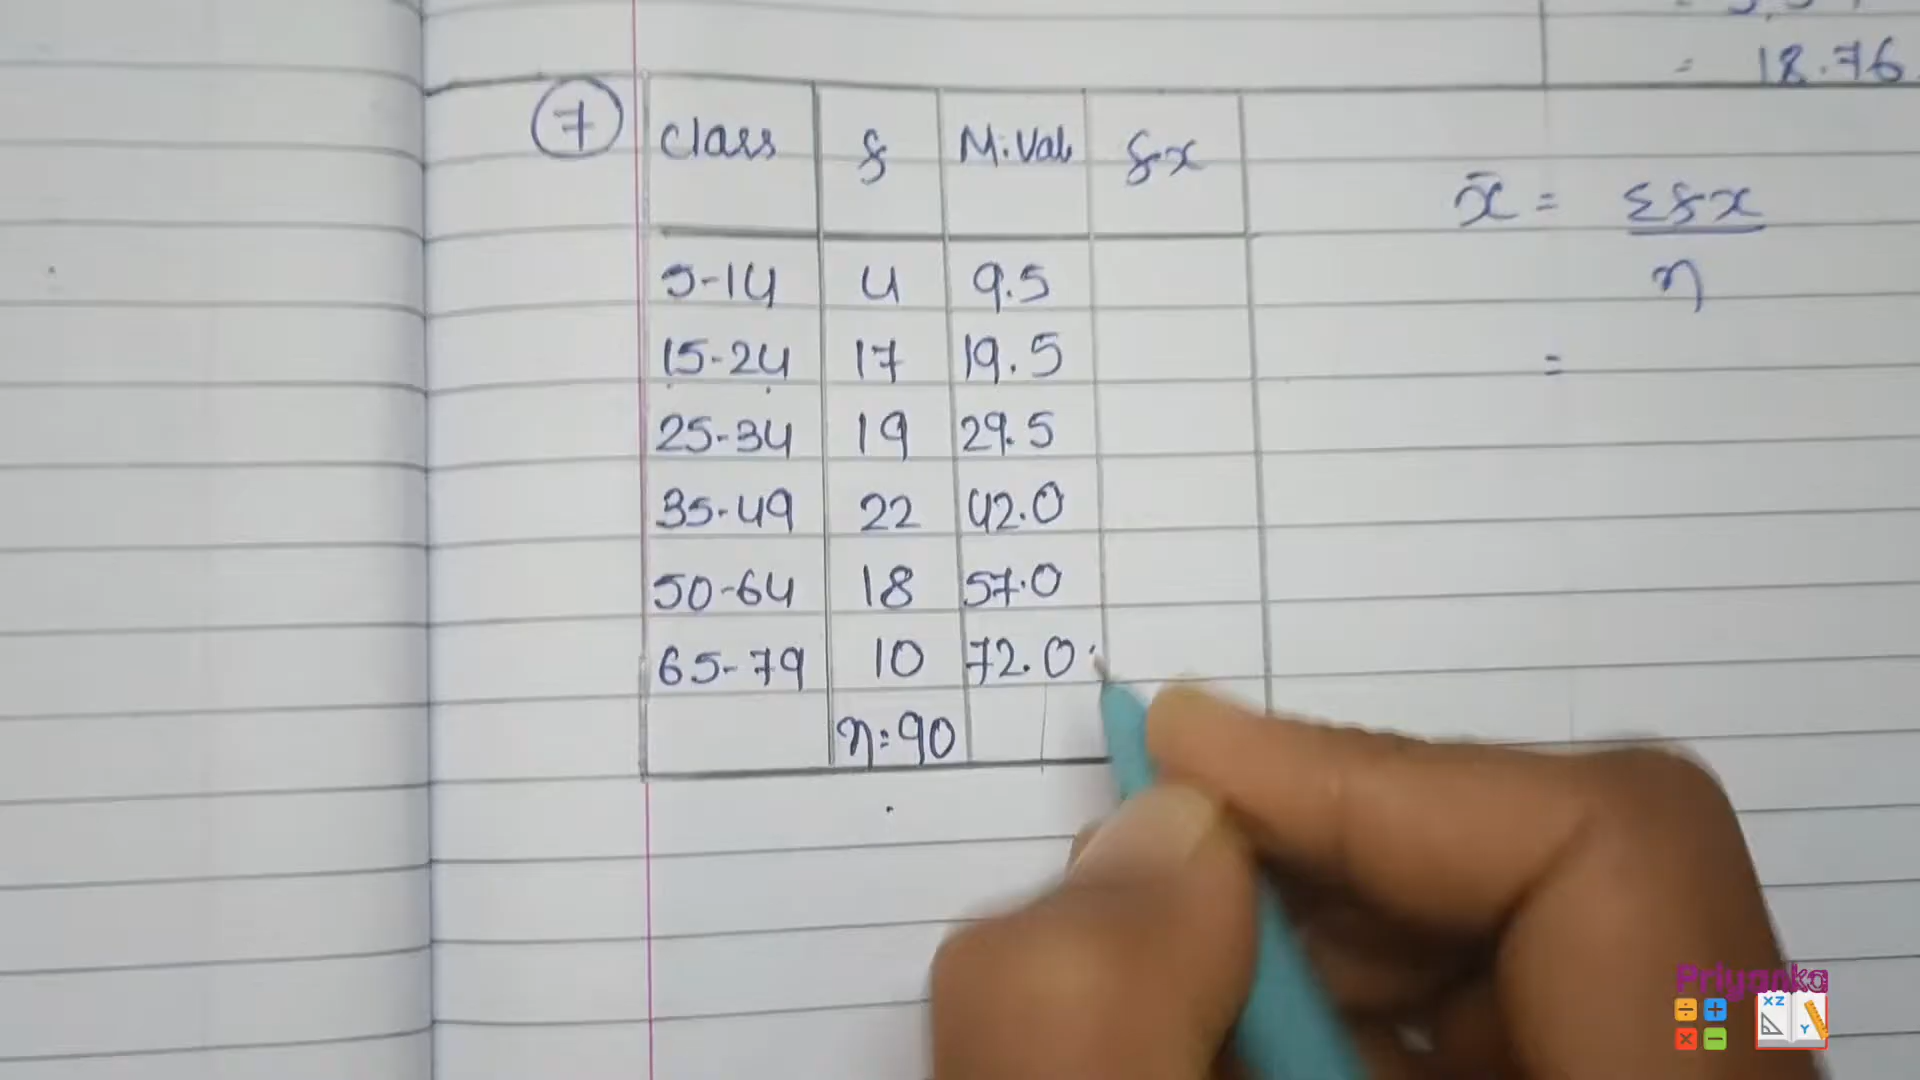 = 18.76
7
Class f M.Val f.x
5-14 4 9.5
15-24 17 19.5
25-34 19 29.5
35-49 22 42.0
50-64 18 57.0
65-79 10 72.0
n=90
x̄ = Σfx
n
=
Priyanka
XZ
Y